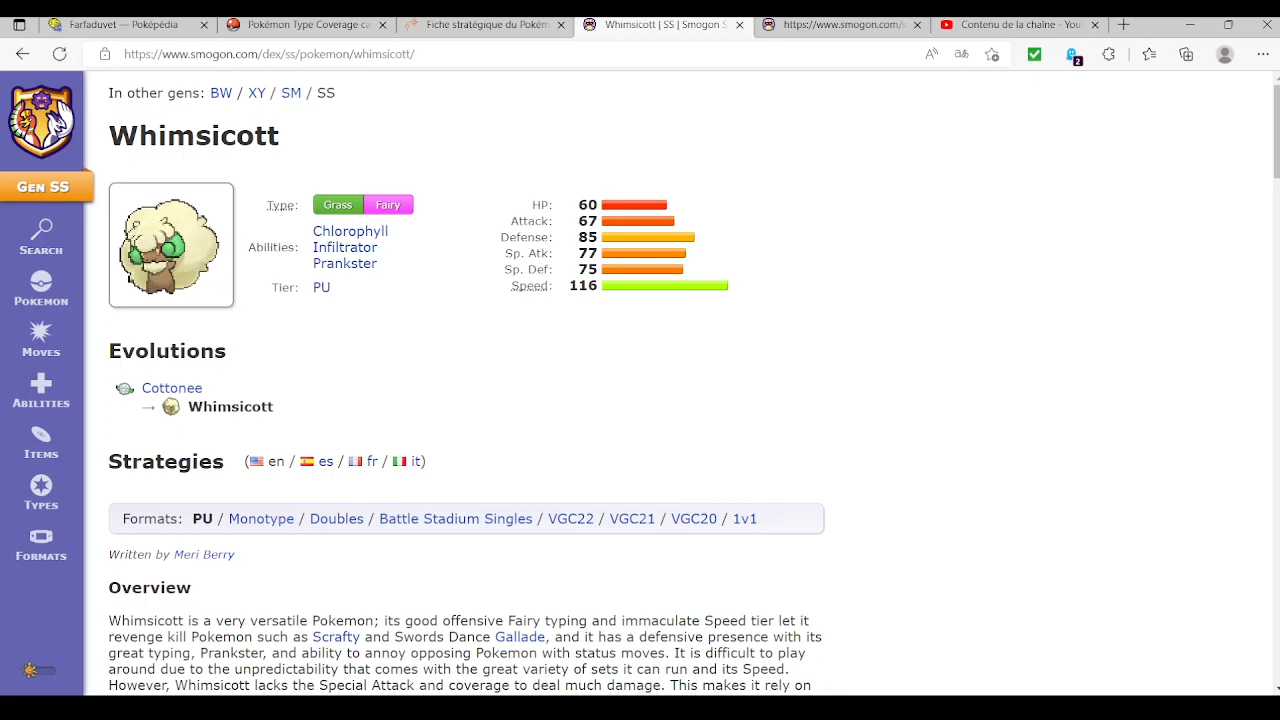 Farfaduvet — Poképédia
Pokémon Type Coverage ca
Fiche stratégique du Pokém
Whimsicott | SS | Smogon S
https://www.smogon.com/s
Contenu de la chaîne - You
https://www.smogon.com/dex/ss/pokemon/whimsicott/
2
In other gens: BW / XY / SM / SS
Whimsicott
GEN SS
SEARCH
POKEMON
MOVES
ABILITIES
ITEMS
TYPES
FORMATS
Type: Grass Fairy
Abilities: Chlorophyll
Infiltrator
Prankster
Tier: PU
HP: 60
Attack: 67
Defense: 85
Sp. Atk: 77
Sp. Def: 75
Speed: 116
Evolutions
Cottonee
→ Whimsicott
Strategies (en / es / fr / it)
Formats: PU / Monotype / Doubles / Battle Stadium Singles / VGC22 / VGC21 / VGC20 / 1v1
Written by Meri Berry
Overview
Whimsicott is a very versatile Pokemon; its good offensive Fairy typing and immaculate Speed tier let it
revenge kill Pokemon such as Scrafty and Swords Dance Gallade, and it has a defensive presence with its
great typing, Prankster, and ability to annoy opposing Pokemon with status moves. It is difficult to play
around due to the unpredictability that comes with the great variety of sets it can run and its Speed.
However, Whimsicott lacks the Special Attack and coverage to deal much damage. This makes it rely on